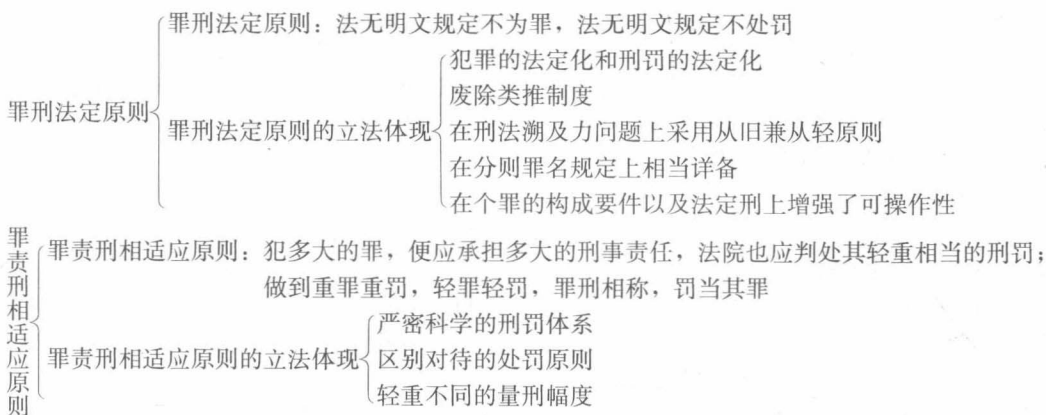 罪刑法定原则
罪刑法定原则：法无明文规定不为罪，法无明文规定不处罚
罪刑法定原则的立法体现
犯罪的法定化和刑罚的法定化
废除类推制度
在刑法溯及力问题上采用从旧兼从轻原则
在分则罪名规定上相当详备
在个罪的构成要件以及法定刑上增强了可操作性
罪责刑相适应原则
罪责刑相适应原则：犯多大的罪，便应承担多大的刑事责任，法院也应判处其轻重相当的刑罚；
做到重罪重罚，轻罪轻罚，罪刑相称，罚当其罪
罪责刑相适应原则的立法体现
严密科学的刑罚体系
区别对待的处罚原则
轻重不同的量刑幅度